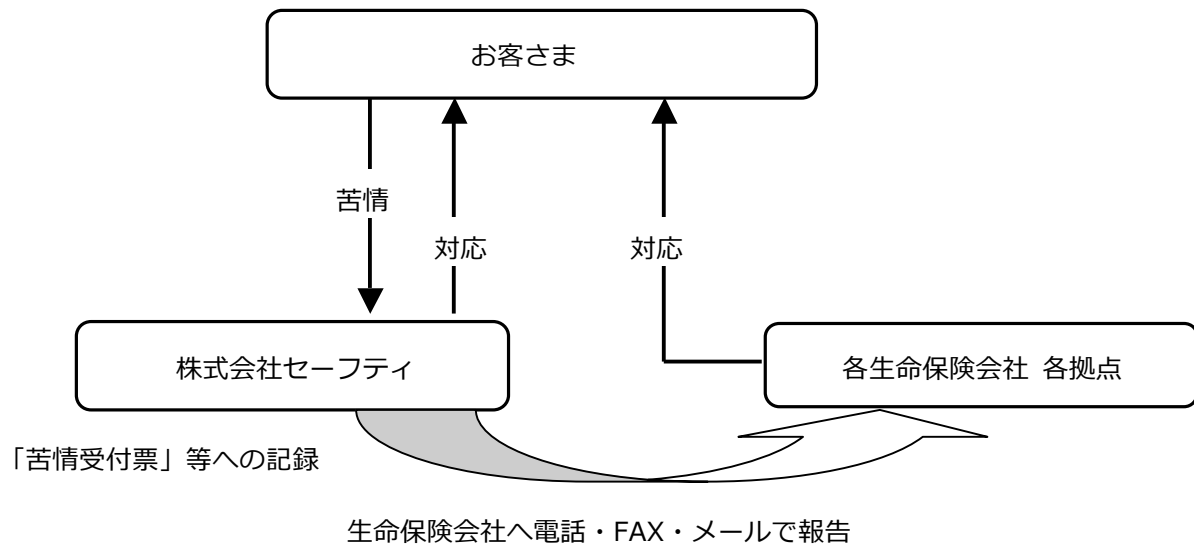 お客さま
苦情
対応
対応
株式会社セーフティ
各生命保険会社 各拠点
「苦情受付票」等への記録
生命保険会社へ電話・FAX・メールで報告